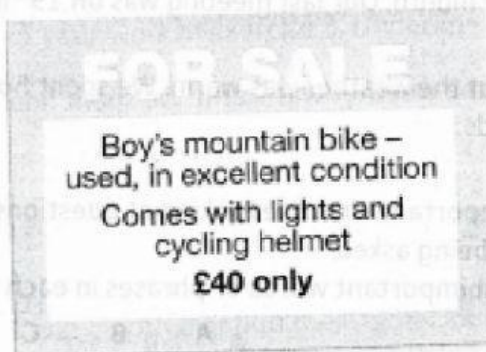 FOR SALE
Boy's mountain bike –
used, in excellent condition
Comes with lights and
cycling helmet
£40 only